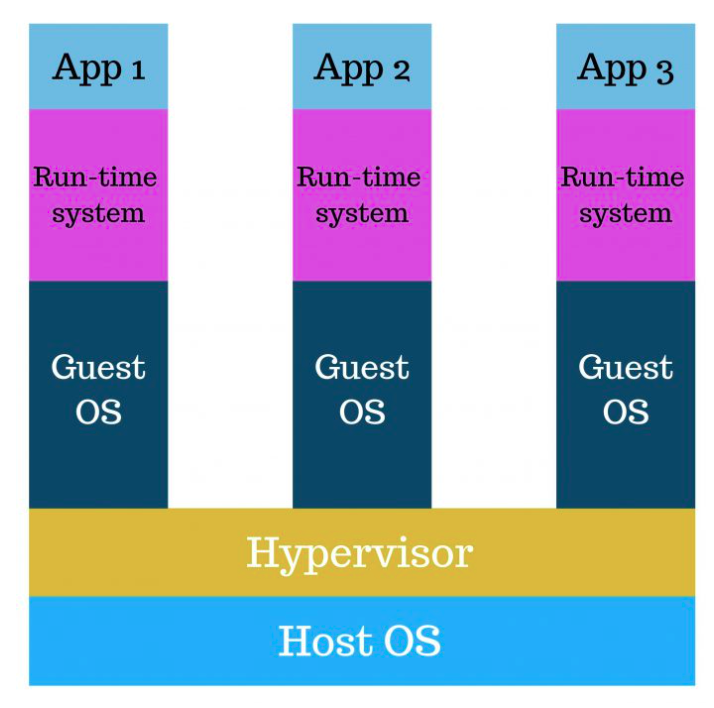 App 1
App 2
App 3
Run-time
system
Run-time
system
Run-time
system
Guest
OS
Guest
OS
Guest
OS
Hypervisor
Host OS